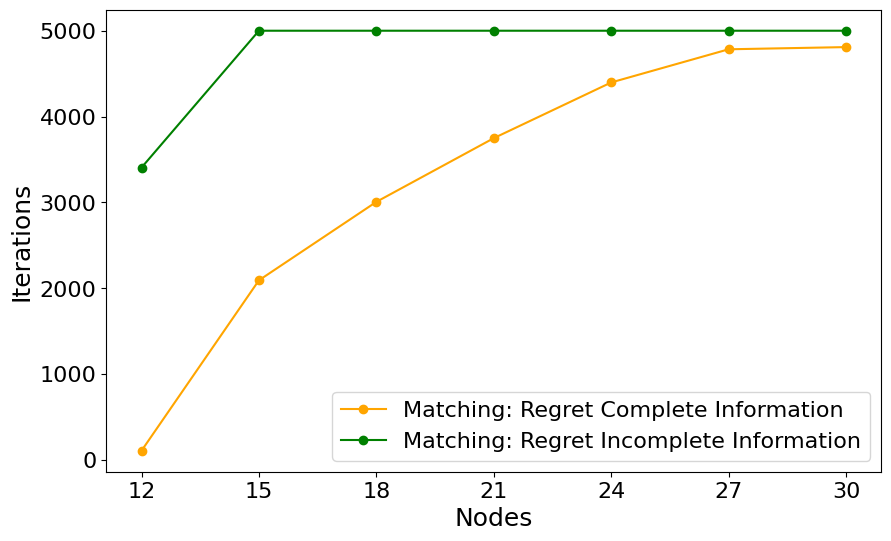 5000
4000
3000
2000
1000
0
Iterations
Matching: Regret Complete Information
Matching: Regret Incomplete Information
12 15 18 21 24 27 30
Nodes